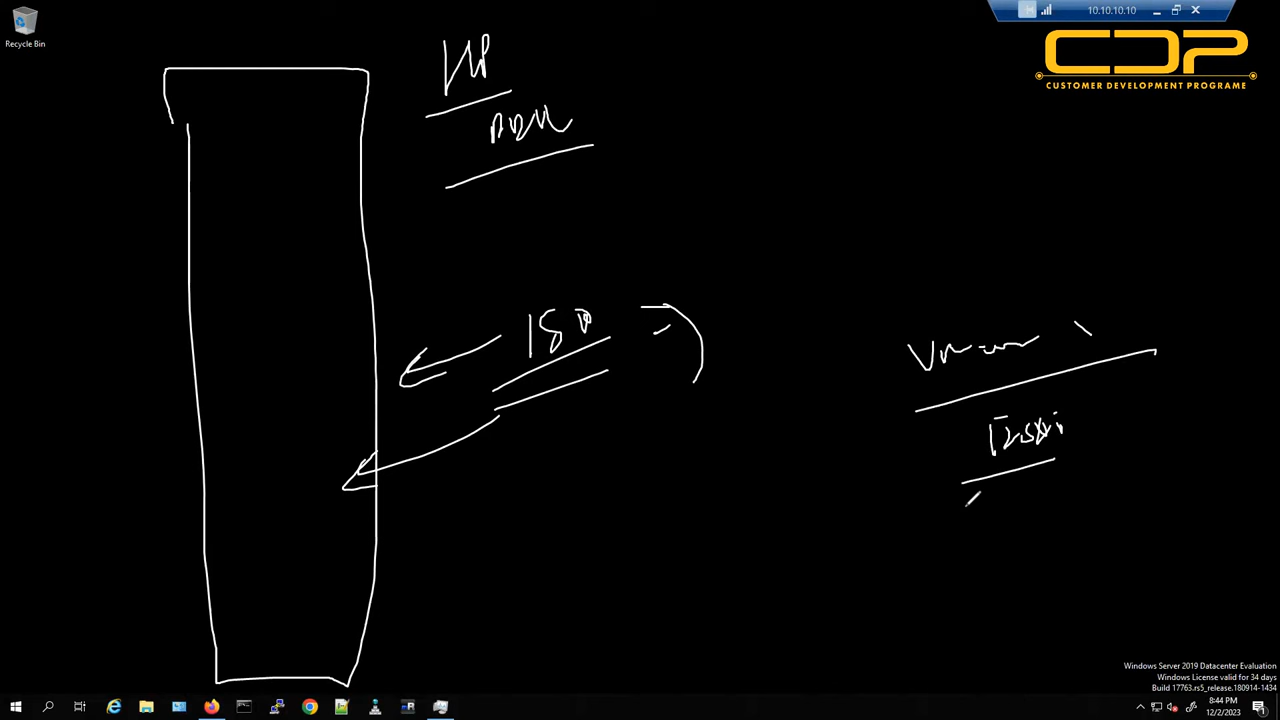 Recycle Bin
10.10.10.10
CDP
CUSTOMER DEVELOPMENT PROGRAME
HP
ISO
Windows Server 2019 Datacenter Evaluation
Windows License valid for 34 days
Build 17763.rs5_release.180914-1434
8:44 PM
12/2/2023